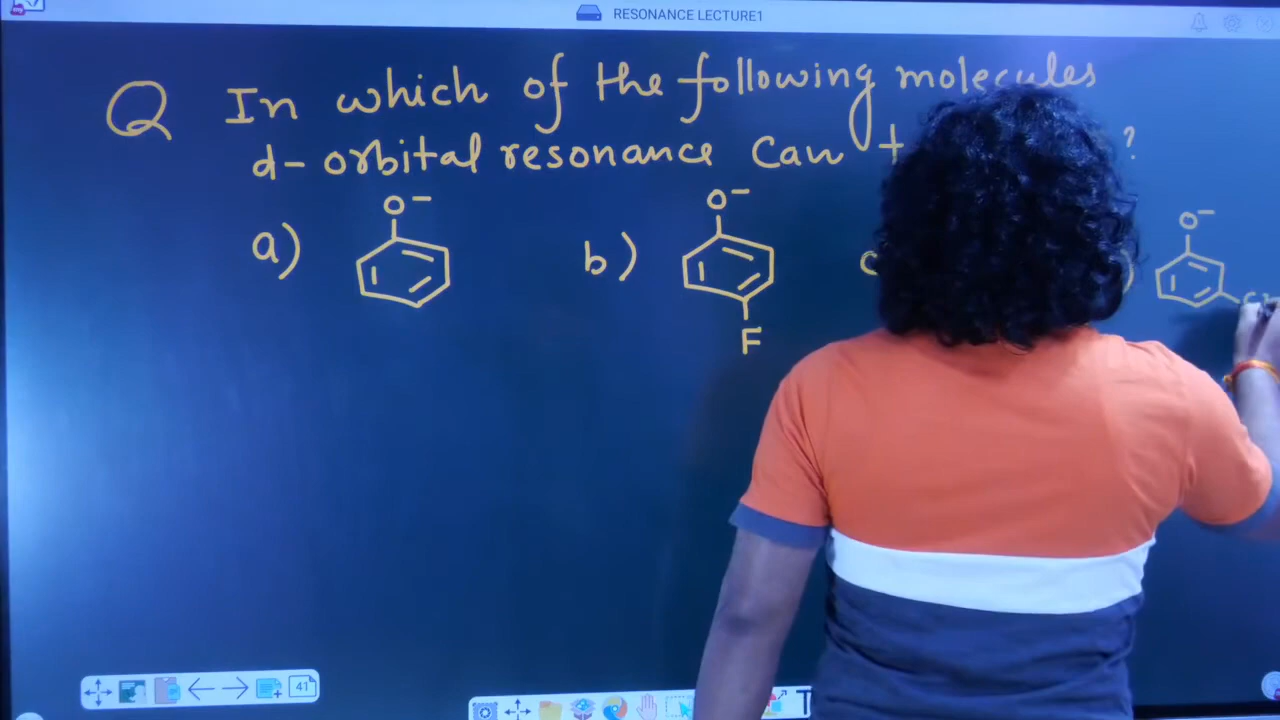 RESONANCE LECTURE1
Q In which of the following molecules
d- orbital resonance can t ?
a) O− b) O− c O−
F
41
T